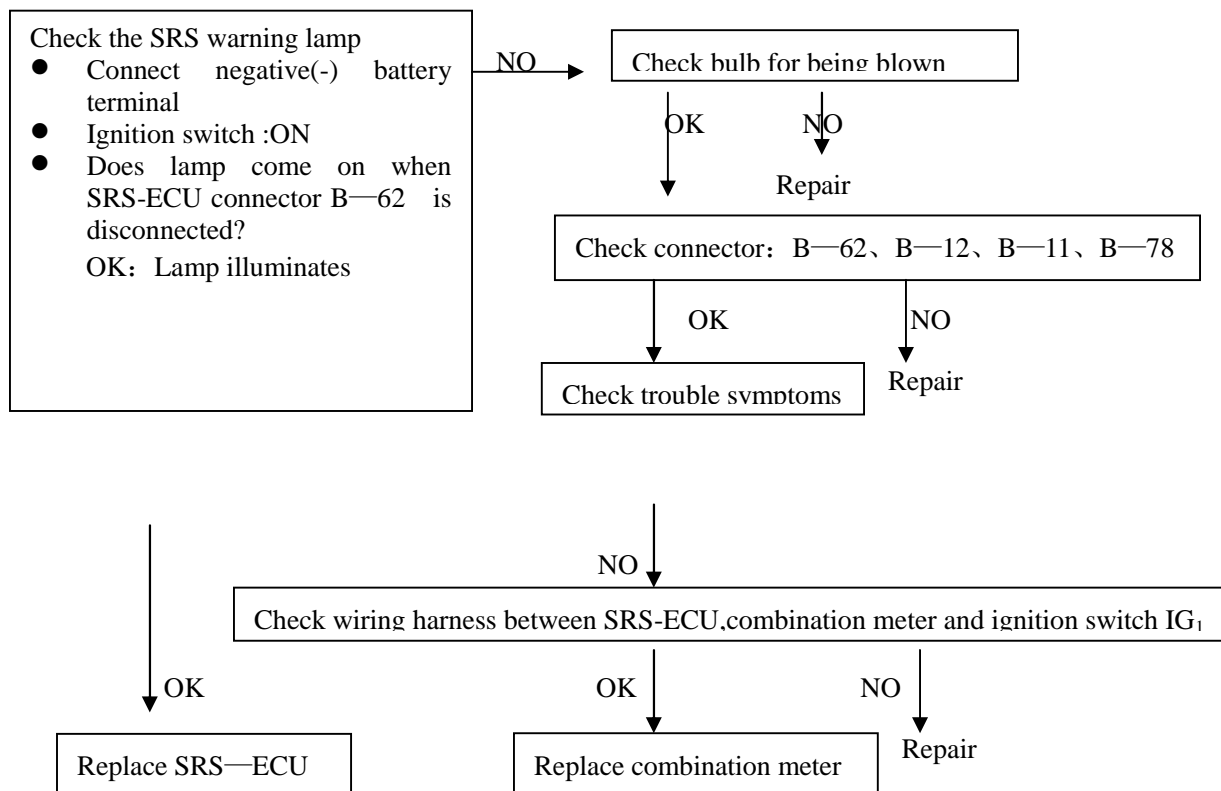 Check the SRS warning lamp
● Connect negative(-) battery
terminal
● Ignition switch :ON
● Does lamp come on when
SRS-ECU connector B—62 is
disconnected?
OK：Lamp illuminates
NO
Check bulb for being blown
OK
NO
Repair
Check connector：B—62、B—12、B—11、B—78
OK
NO
Repair
Check trouble symptoms
NO
Check wiring harness between SRS-ECU,combination meter and ignition switch IG₁
OK
OK
NO
Repair
Replace SRS—ECU
Replace combination meter